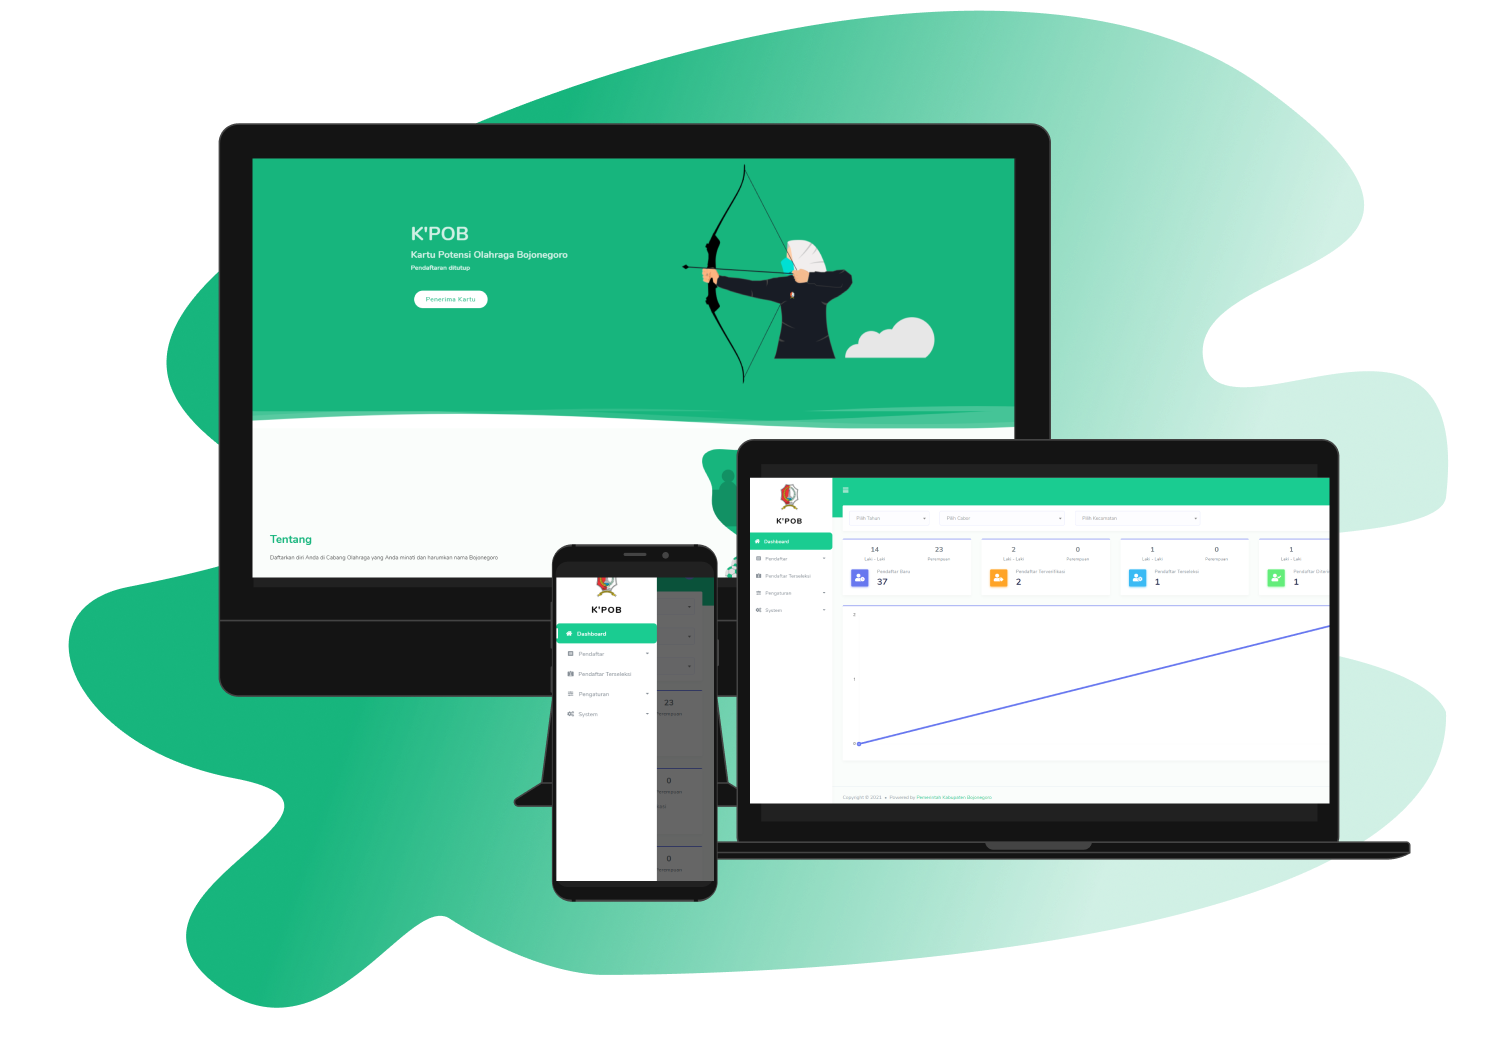 K'POB
Kartu Potensi Olahraga Bojonegoro
Pendaftaran ditutup
Penerima Kartu
Tentang
Daftarkan diri Anda di Cabang Olahraga yang Anda minati dan harumkan nama Bojonegoro
K'POB
Dashboard
Pendaftar
Pendaftar Terseleksi
Pengaturan
System
Pilih Tahun
Pilih Cabor
Pilih Kecamatan
14 23
Laki - Laki Perempuan
Pendaftar Baru
37
2 0
Laki - Laki Perempuan
Pendaftar Terverifikasi
2
1 0
Laki - Laki Perempuan
Pendaftar Terseleksi
1
1
Laki - Laki
Pendaftar
1
2
1
0
Copyright © 2021 • Powered by Pemerintah Kabupaten Bojonegoro
K'POB
Dashboard
Pendaftar
Pendaftar Terseleksi
Pengaturan
System
23
Perempuan
0
Perempuan
0
Perempuan